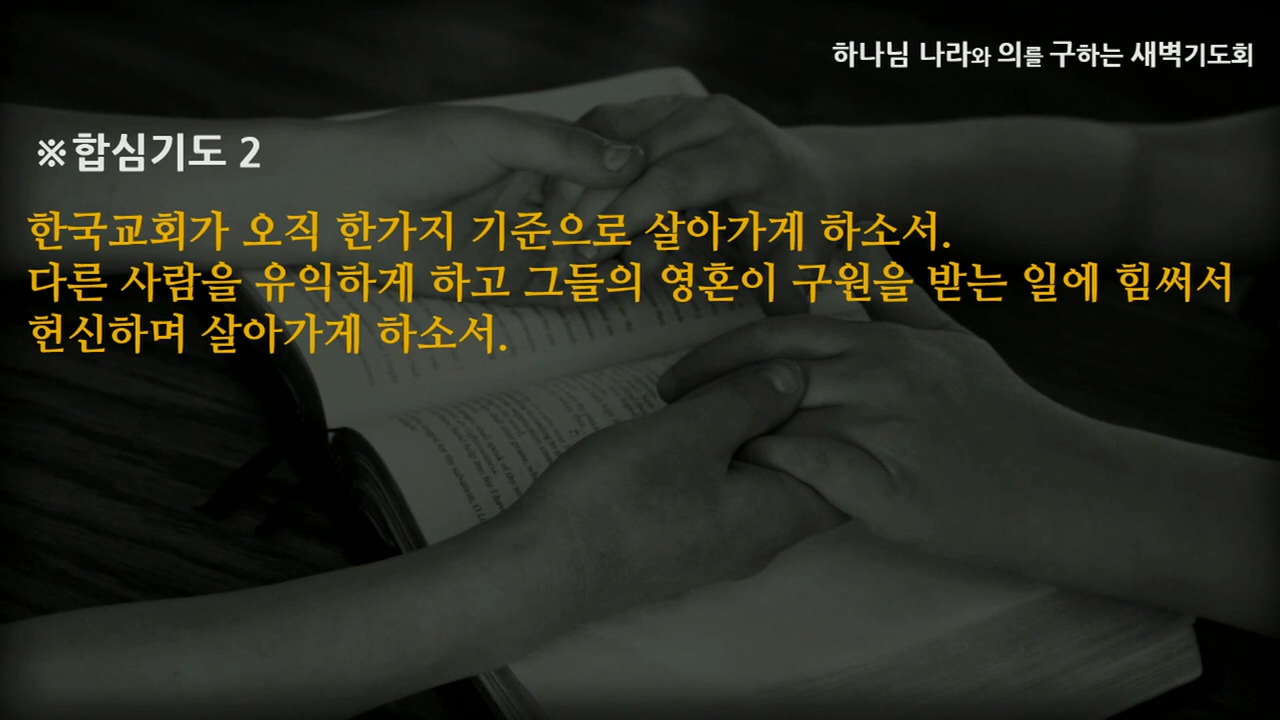 하나님 나라와 의를 구하는 새벽기도회
※합심기도 2
한국교회가 오직 한가지 기준으로 살아가게 하소서.
다른 사람을 유익하게 하고 그들의 영혼이 구원을 받는 일에 힘써서
헌신하며 살아가게 하소서.